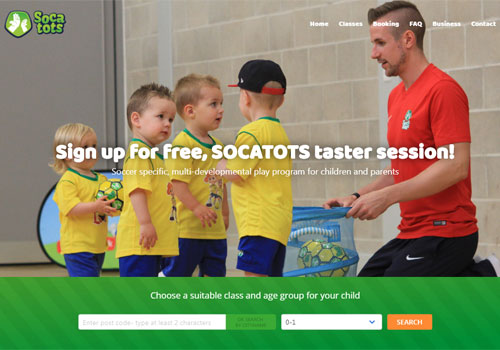 Soca
tots
Home Classes Booking FAQ Business Contact
Sign up for free, SOCATOTS taster session!
Soccer specific, multi-developmental play program for children and parents
Choose a suitable class and age group for your child
Enter post code- type at least 2 characters
OR SEARCH
0-1
SEARCH